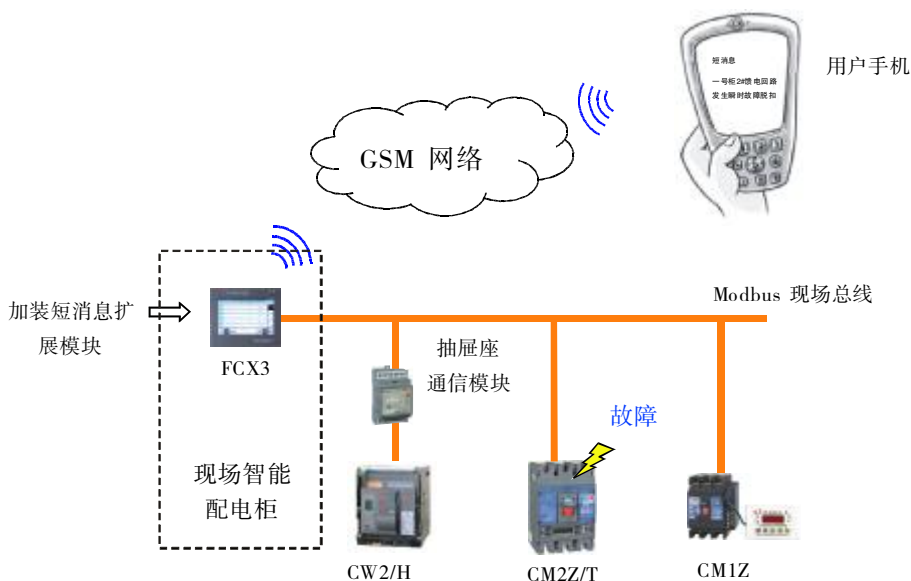 短消息
一号柜2#馈电回路
发生瞬时故障脱扣
用户手机
GSM 网络
加装短消息扩
展模块
FCX3
Modbus 现场总线
抽屉座
通信模块
故障
现场智能
配电柜
CW2/H
CM2Z/T
CM1Z